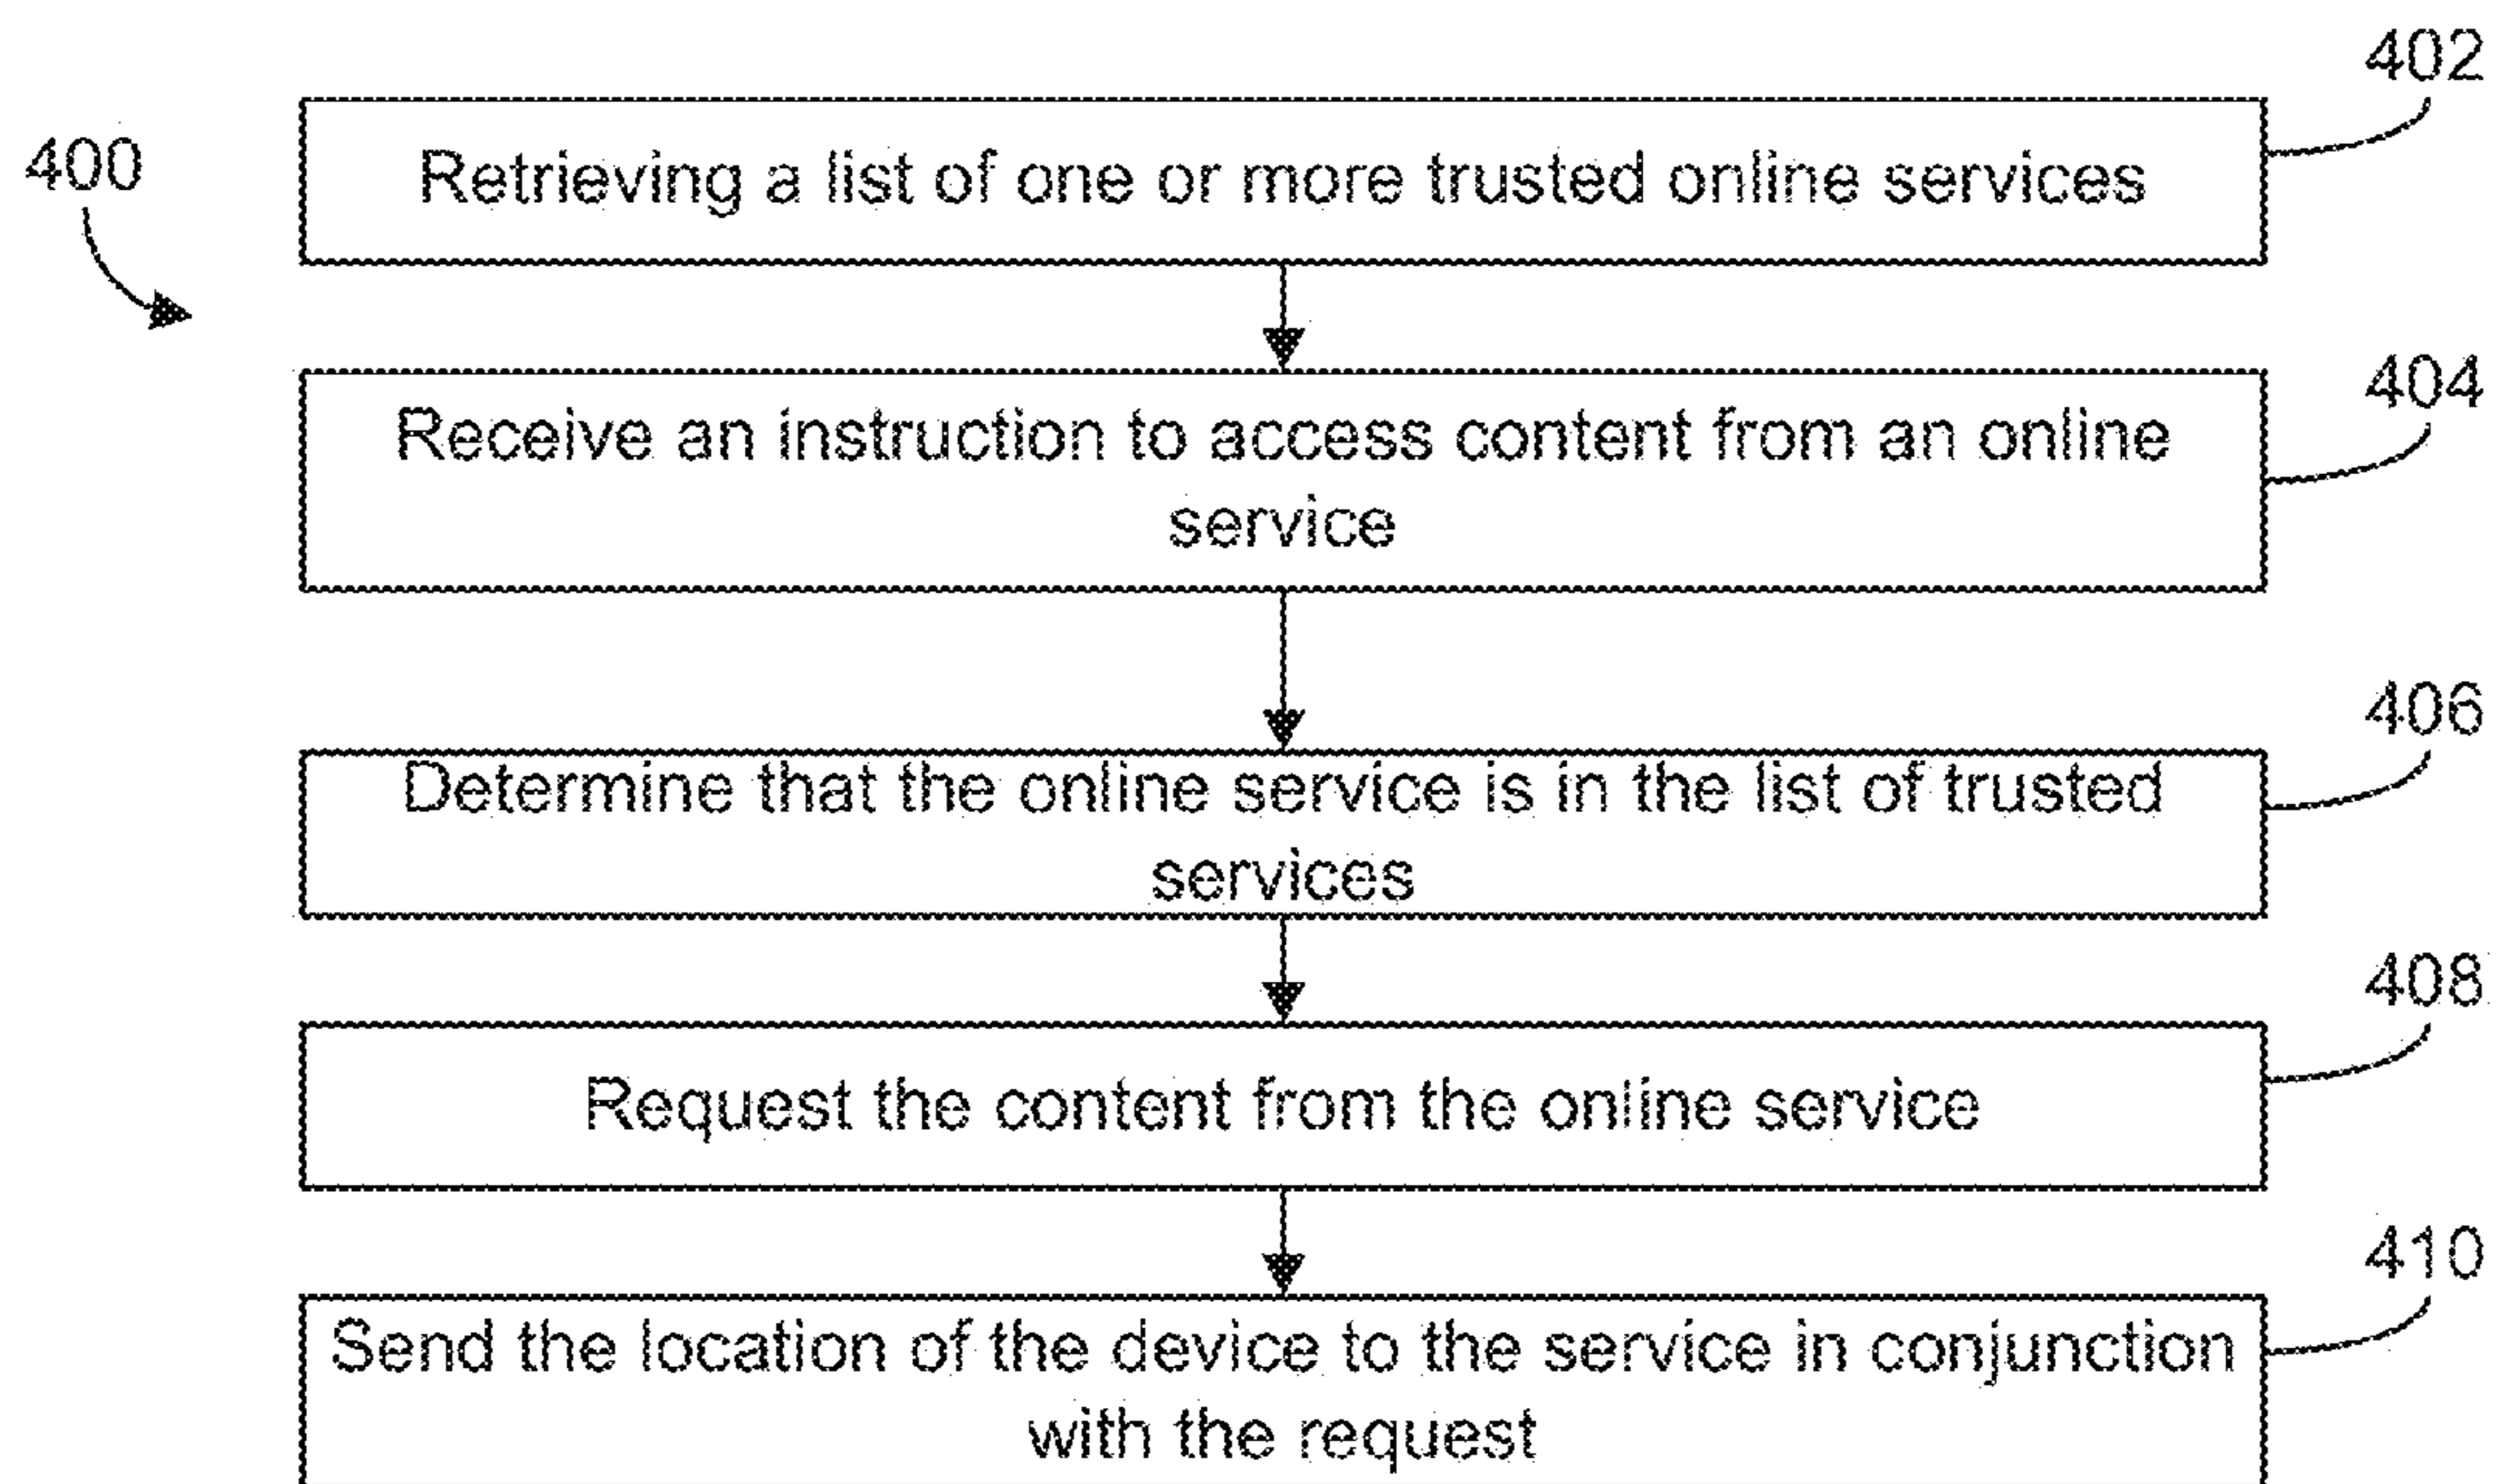 402
400
Retrieving a list of one or more trusted online services
404
Receive an instruction to access content from an online
service
406
Determine that the online service is in the list of trusted
services
408
Request the content from the online service
410
Send the location of the device to the service in conjunction
with the request